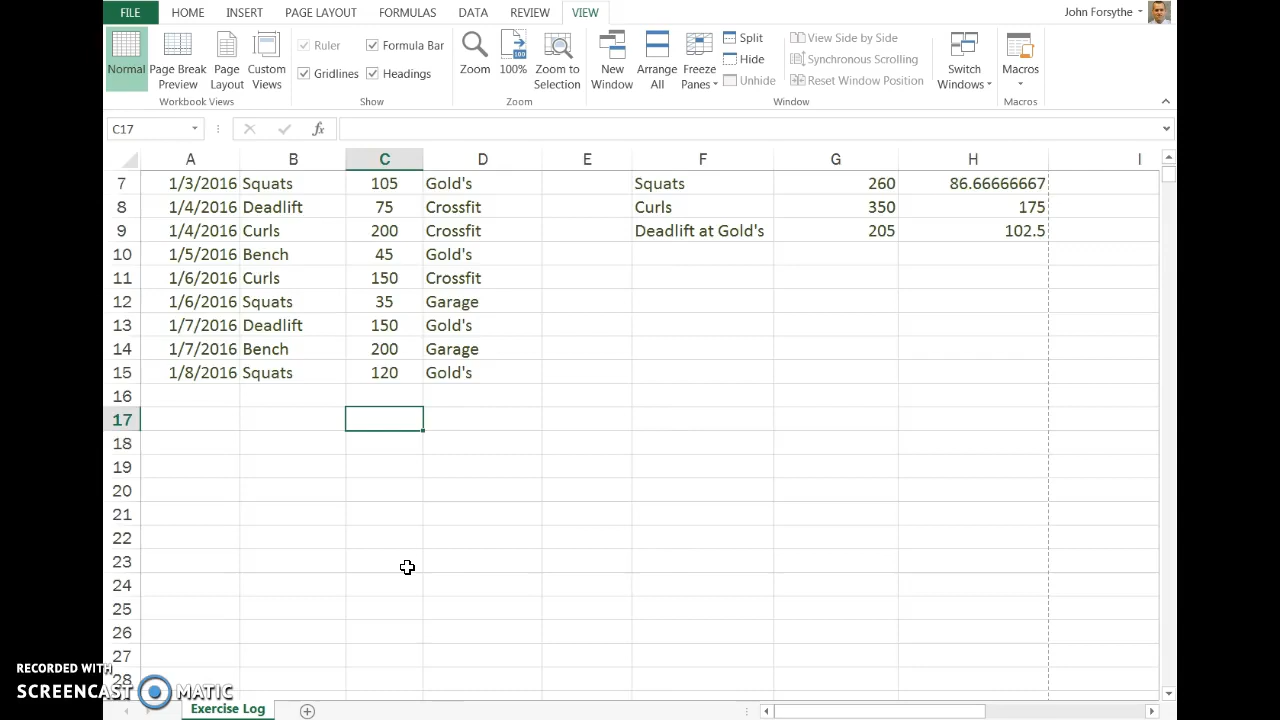 FILE HOME INSERT PAGE LAYOUT FORMULAS DATA REVIEW VIEW John Forsythe
Normal
Page Break Preview
Page Layout
Custom Views
Workbook Views
Ruler
Formula Bar
Gridlines
Headings
Show
Zoom
100
100%
Zoom to Selection
Zoom
New Window
Arrange All
Freeze Panes
Split
Hide
Unhide
View Side by Side
Synchronous Scrolling
Reset Window Position
Window
Switch Windows
Macros
Macros
C17 fx
A B C D E F G H I
7 1/3/2016 Squats 105 Gold's Squats 260 86.66666667
8 1/4/2016 Deadlift 75 Crossfit Curls 350 175
9 1/4/2016 Curls 200 Crossfit Deadlift at Gold's 205 102.5
10 1/5/2016 Bench 45 Gold's
11 1/6/2016 Curls 150 Crossfit
12 1/6/2016 Squats 35 Garage
13 1/7/2016 Deadlift 150 Gold's
14 1/7/2016 Bench 200 Garage
15 1/8/2016 Squats 120 Gold's
16
17
18
19
20
21
22
23
24
25
26
27
28
RECORDED WITH
SCREENCAST MATIC
Exercise Log